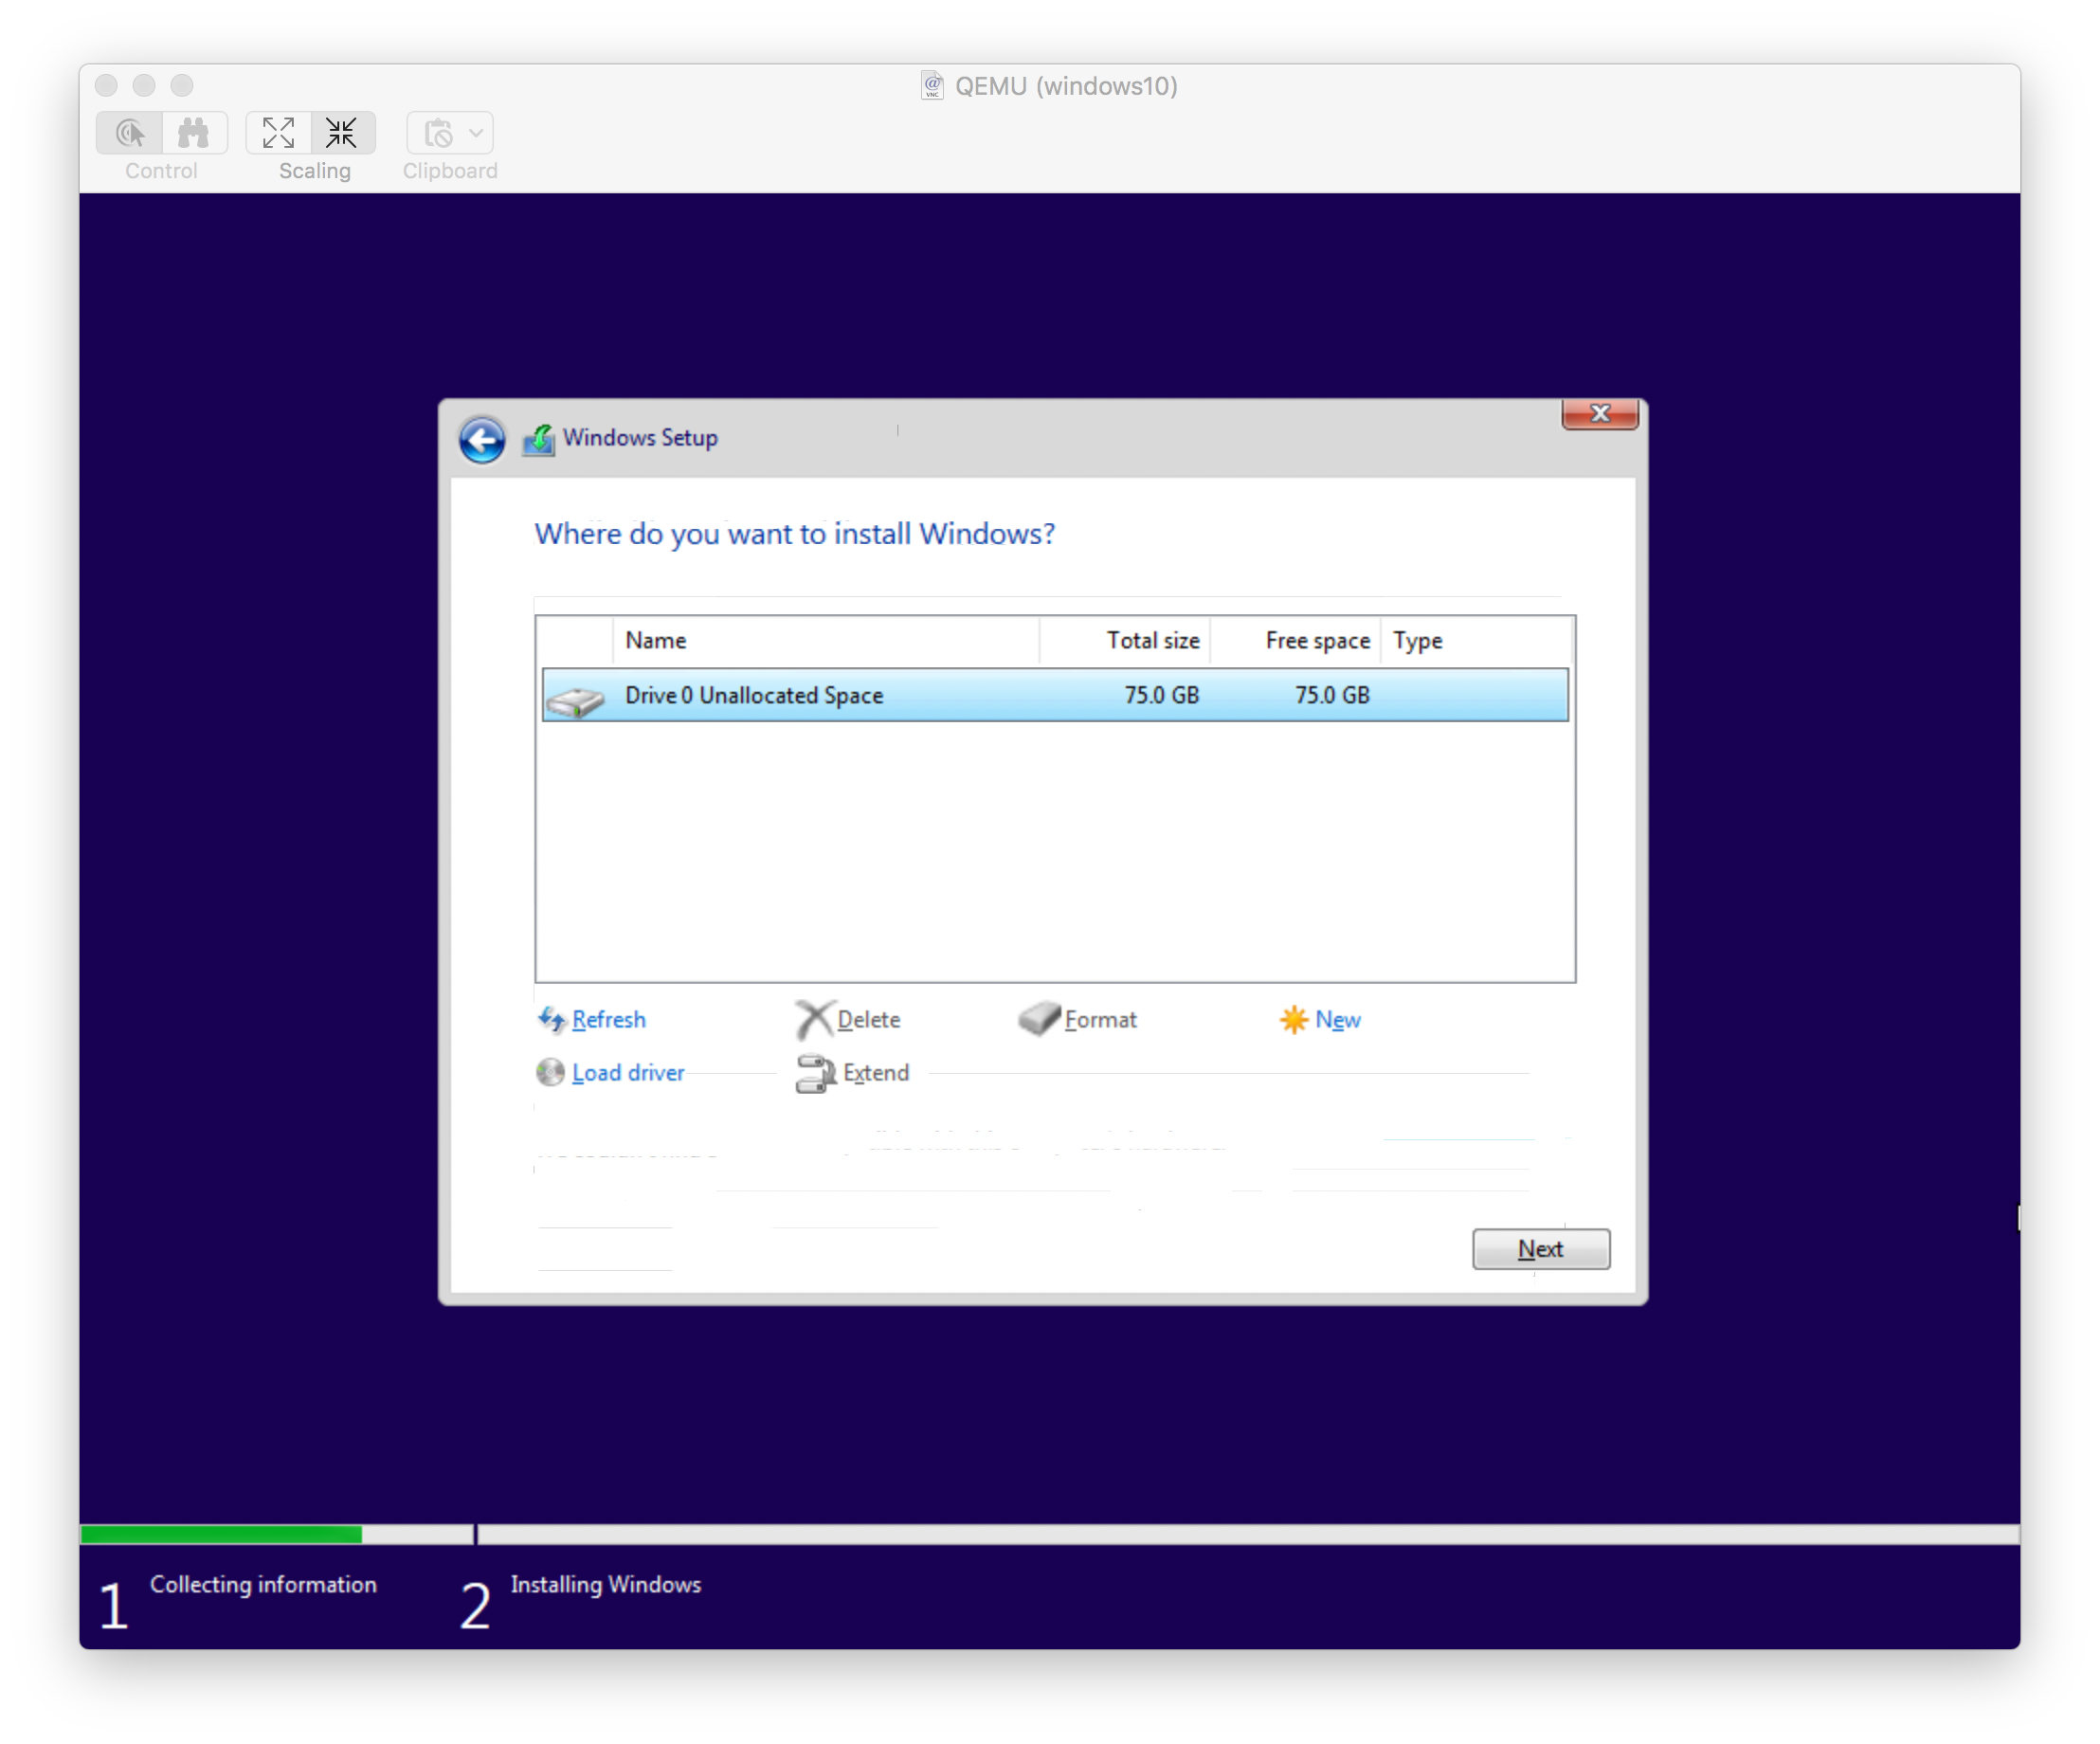 QEMU (windows10)
Control
Scaling
Clipboard
Windows Setup
Where do you want to install Windows?
Name Total size Free space Type
Drive 0 Unallocated Space 75.0 GB 75.0 GB
Refresh Delete Format New
Load driver Extend
Next
1 Collecting information 2 Installing Windows